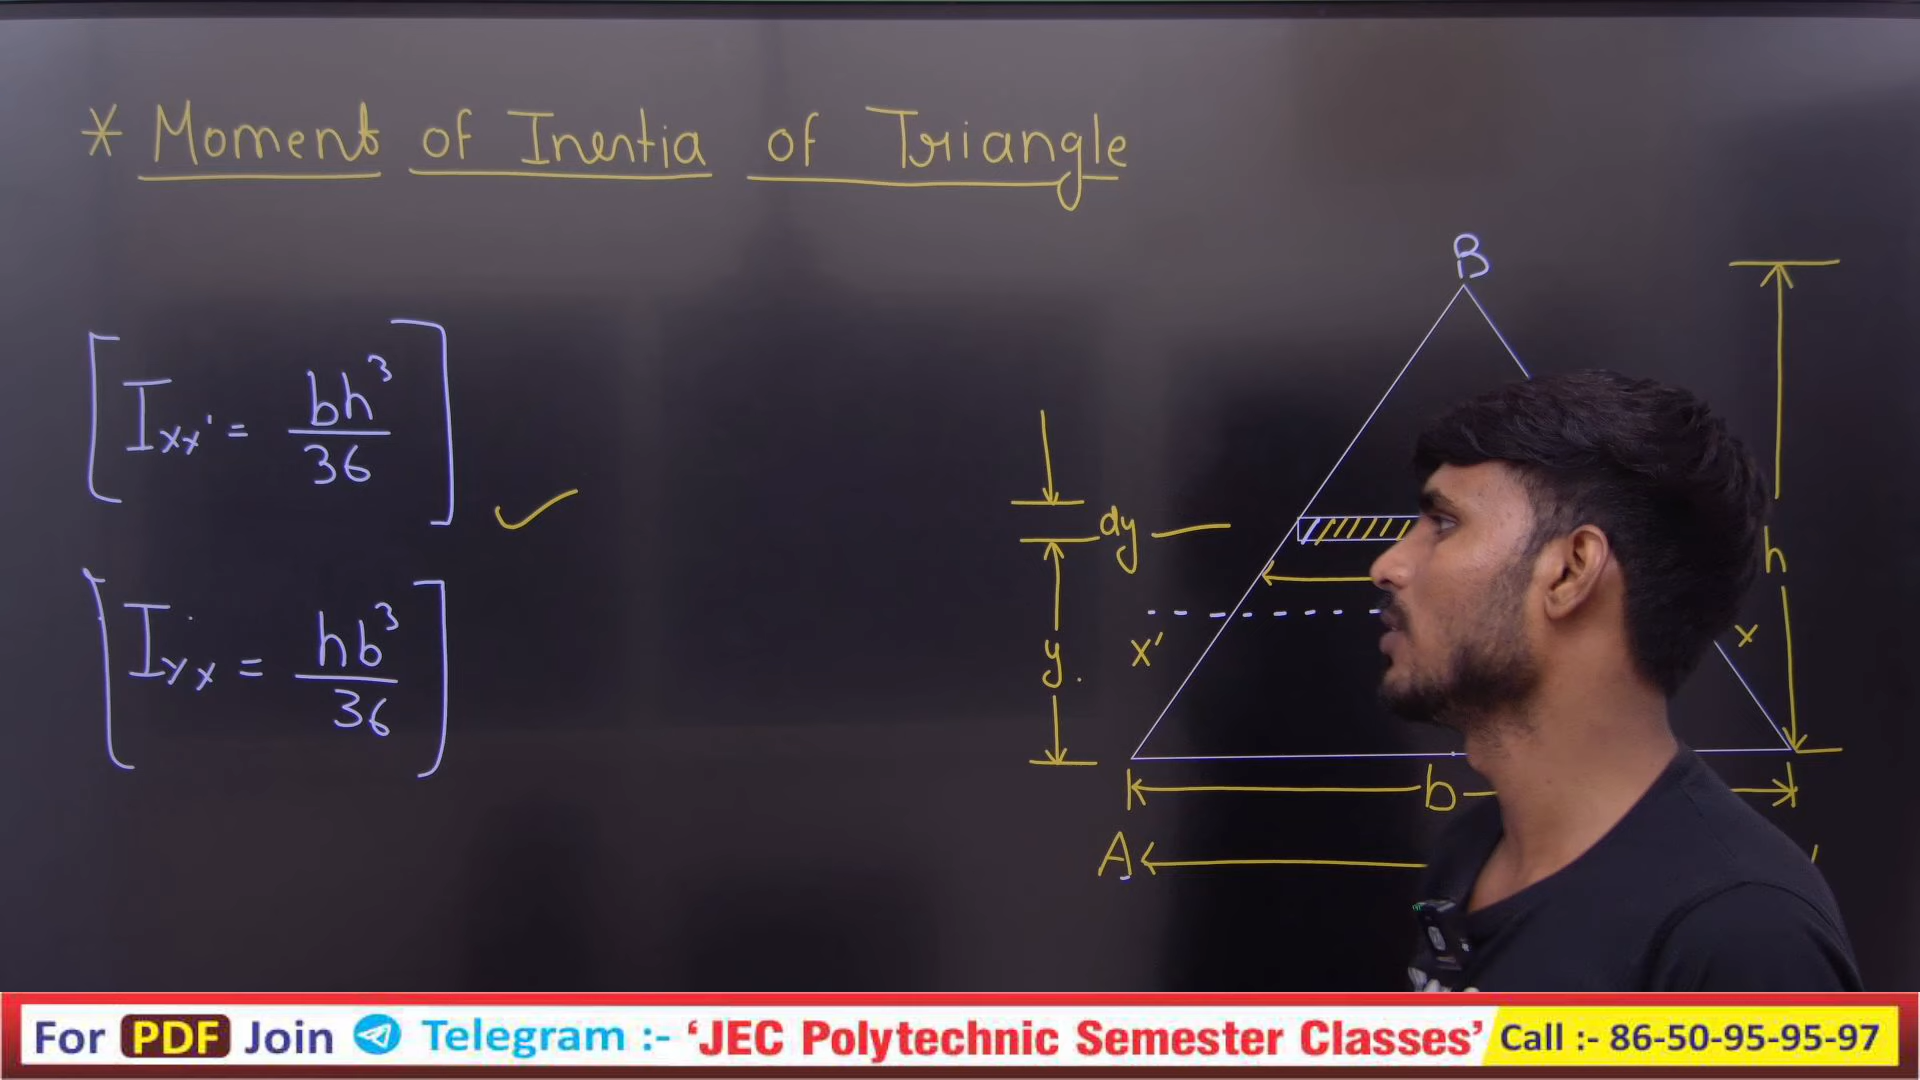 * Moment of Inertia of Triangle
B
[Ixx' = bh³/36]
dy
h
x'
x
y.
[Iyx = hb³/36]
b
A
For PDF Join Telegram :- ‘JEC Polytechnic Semester Classes’ Call :- 86-50-95-95-97